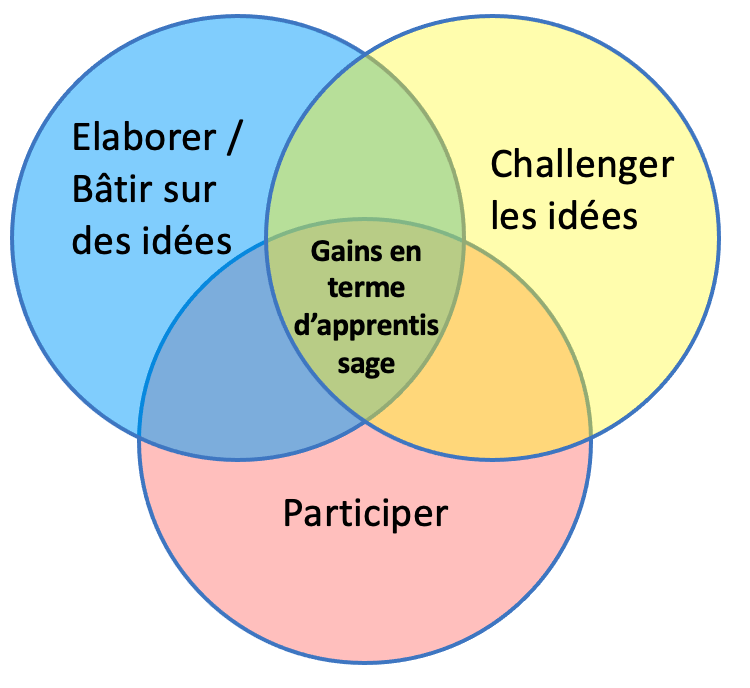 Elaborer /
Bâtir sur
des idées
Challenger
les idées
Gains en
terme
d’apprentis
sage
Participer